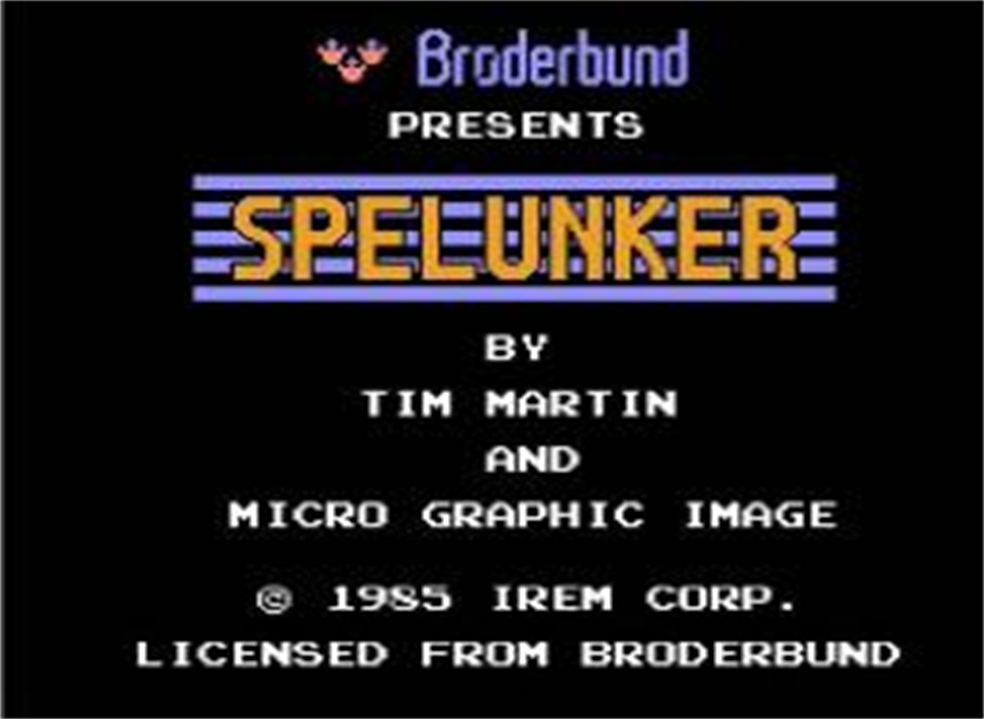 Broderbund
PRESENTS
SPELUNKER
BY
TIM MARTIN
AND
MICRO GRAPHIC IMAGE
© 1985 IREM CORP.
LICENSED FROM BRODERBUND